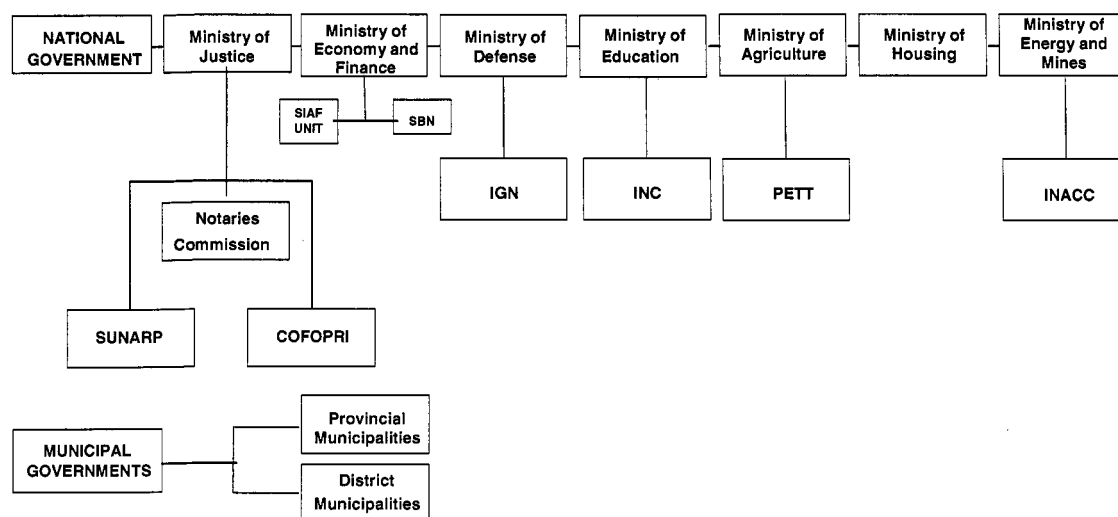 NATIONAL
GOVERNMENT
Ministry of
Justice
Ministry of
Economy and
Finance
Ministry of
Defense
Ministry of
Education
Ministry of
Agriculture
Ministry of
Housing
Ministry of
Energy and
Mines
SIAF
UNIT
SBN
IGN
INC
PETT
INACC
Notaries
Commission
SUNARP
COFOPRI
MUNICIPAL
GOVERNMENTS
Provincial
Municipalities
District
Municipalities